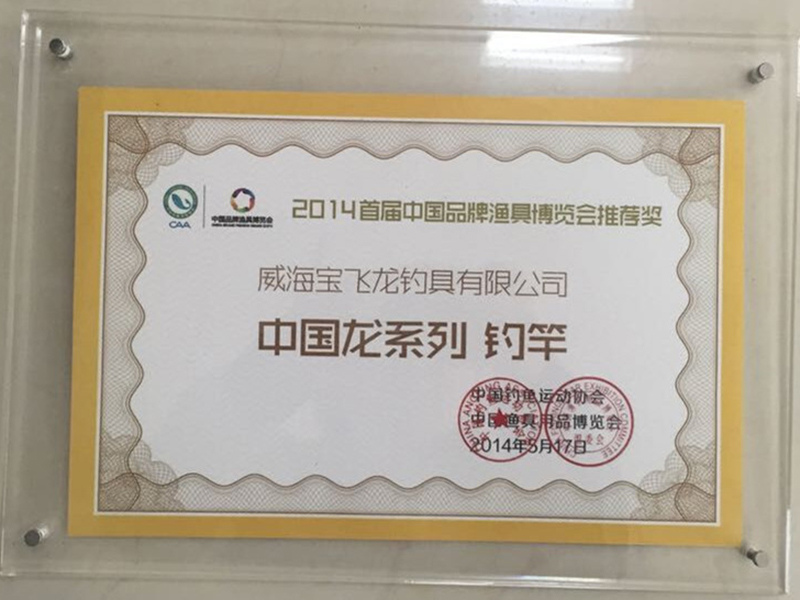 CAA
中国品牌渔具博览会
2014首届中国品牌渔具博览会推荐奖
威海宝飞龙钓具有限公司
中国龙系列 钓竿
中国钓鱼运动协会
中国渔具用品博览会
2014年5月17日